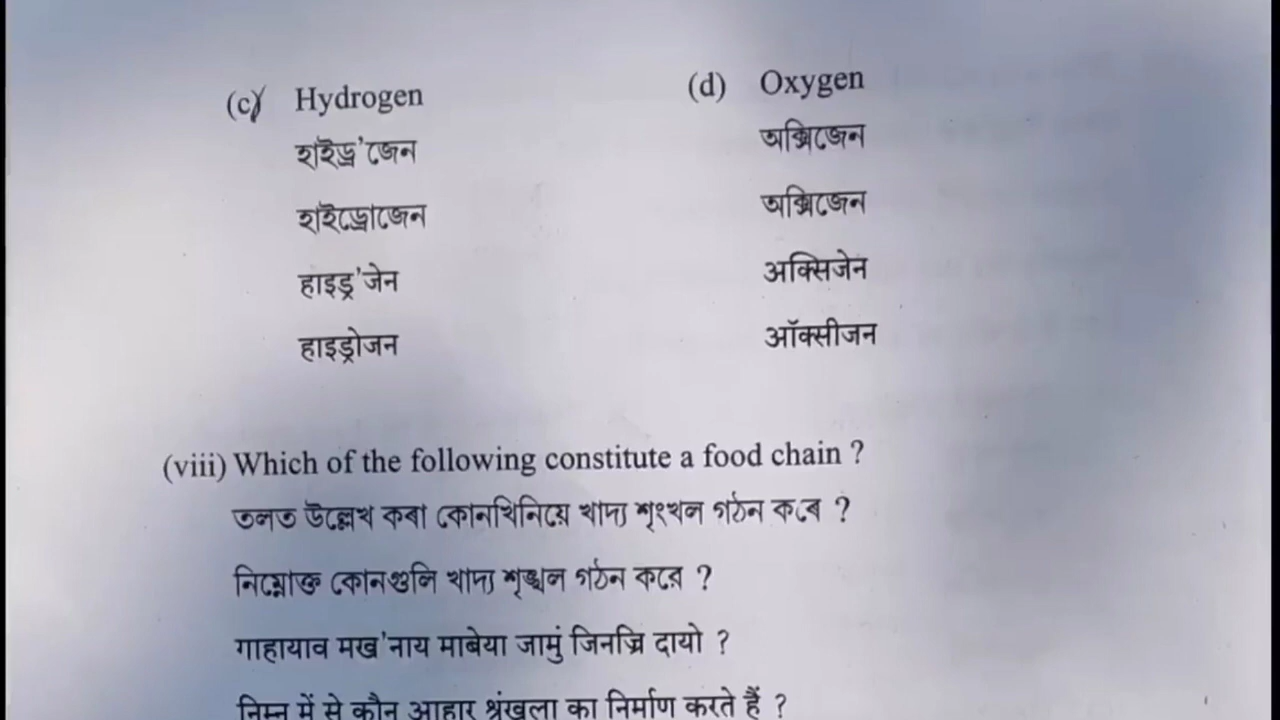 (c) Hydrogen (d) Oxygen
হাইড্ৰ'জেন অক্সিজেন
হাইড্রোজেন অক্সিজেন
हाइड्र'जेन अक्सिजेन
हाइड्रोजन ऑक्सीजन
(viii) Which of the following constitute a food chain ?
তলত উল্লেখ কৰা কোনখিনিয়ে খাদ্য শৃংখল গঠন কৰে ?
নিম্নোক্ত কোনগুলি খাদ্য শৃঙ্খল গঠন করে ?
गाहायाव मख'नाय माबेया जामुं जिनज्रि दायो ?
निम्न में से कौन आहार श्रंखला का निर्माण करते हैं ?